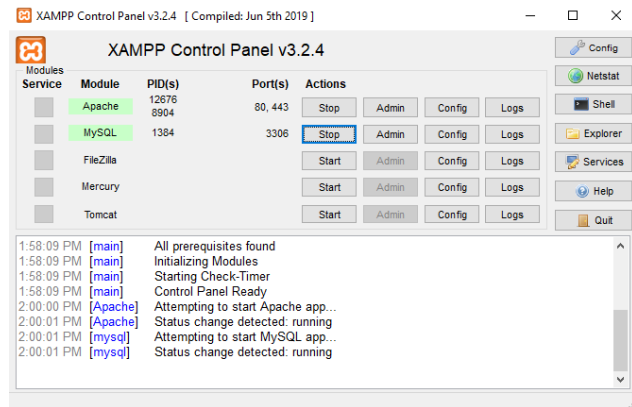 XAMPP Control Panel v3.2.4 [ Compiled: Jun 5th 2019 ]
XAMPP Control Panel v3.2.4
Config
Modules
Service Module PID(s) Port(s) Actions
Netstat
Apache 12676 8904 80, 443 Stop Admin Config Logs
Shell
MySQL 1384 3306 Stop Admin Config Logs
Explorer
FileZilla Start Admin Config Logs
Services
Mercury Start Admin Config Logs
Help
Tomcat Start Admin Config Logs
Quit
1:58:09 PM [main] All prerequisites found
1:58:09 PM [main] Initializing Modules
1:58:09 PM [main] Starting Check-Timer
1:58:09 PM [main] Control Panel Ready
2:00:00 PM [Apache] Attempting to start Apache app...
2:00:01 PM [Apache] Status change detected: running
2:00:01 PM [mysql] Attempting to start MySQL app...
2:00:01 PM [mysql] Status change detected: running